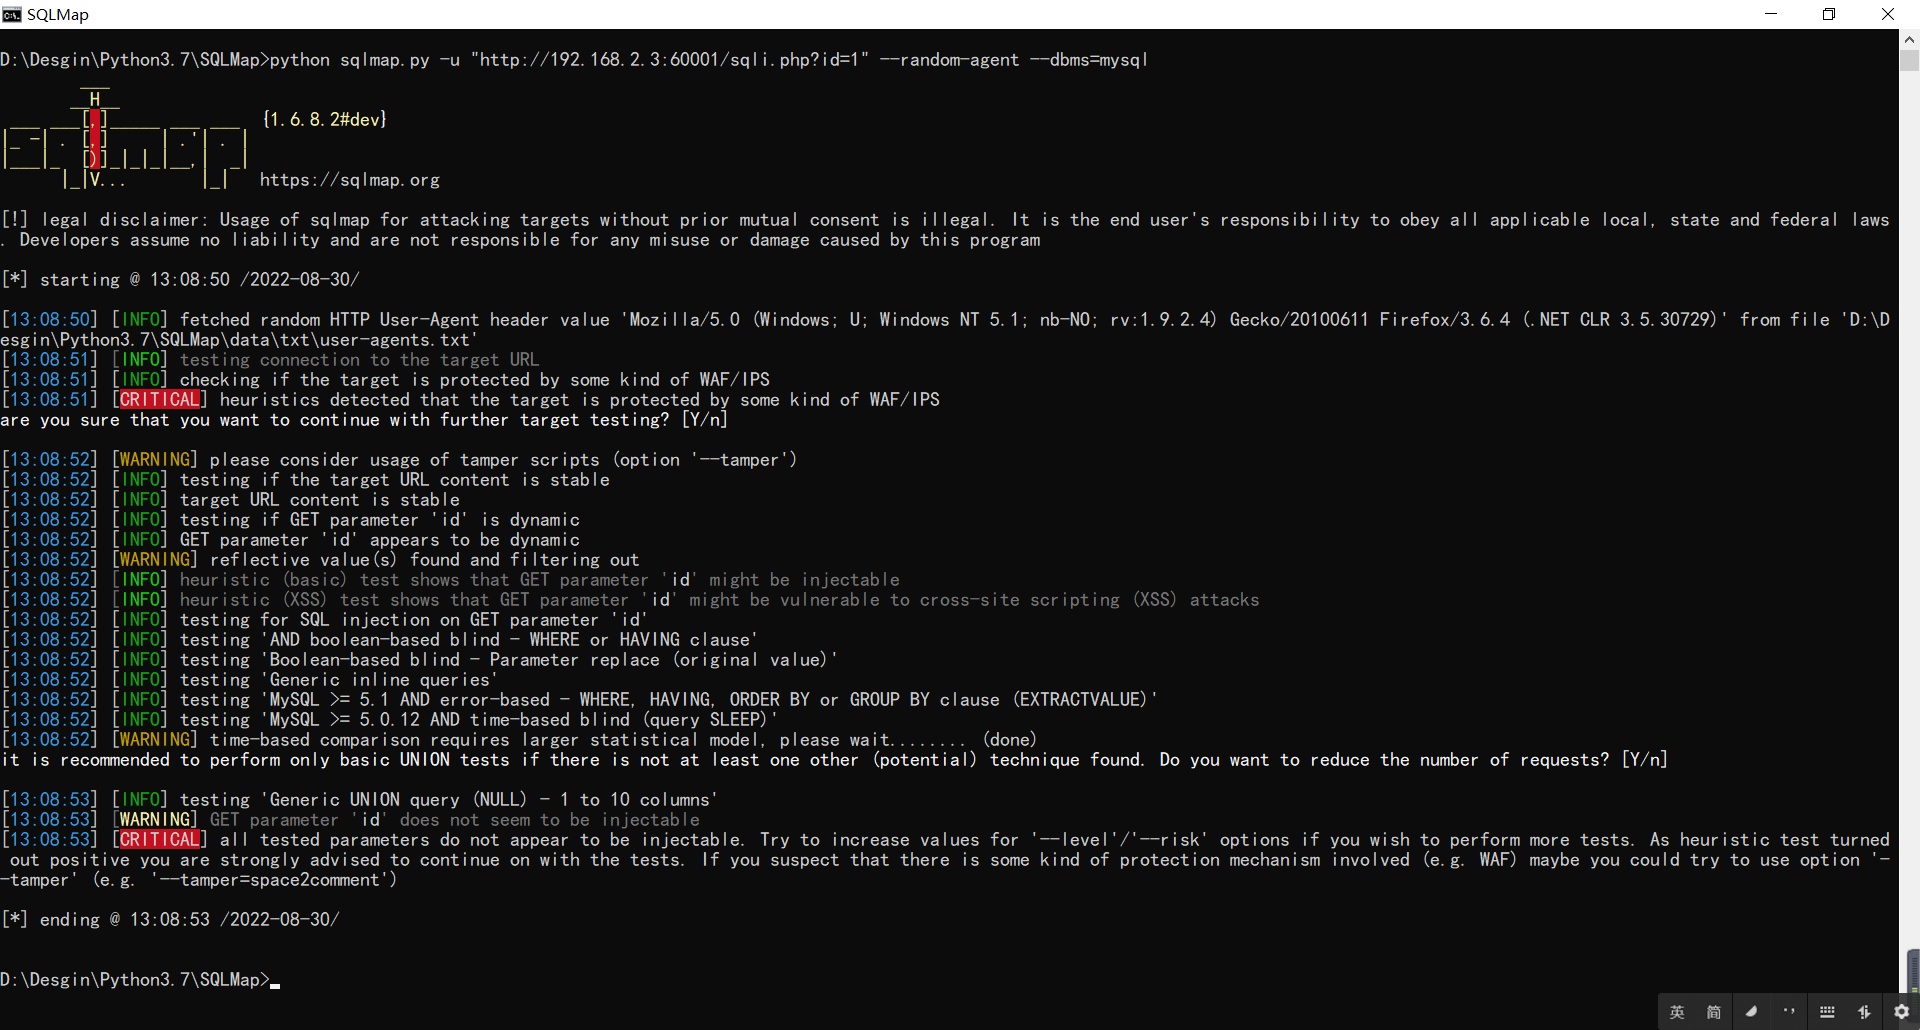 SQLMap
D:\Desgin\Python3.7\SQLMap>python sqlmap.py -u "http://192.168.2.3:60001/sqli.php?id=1" --random-agent --dbms=mysql
        ___
       __H__
 ___ ___[,]_____ ___ ___  {1.6.8.2#dev}
|_ -| . [,]     | .'| . |
|___|_  [)]_|_|_|__,|  _|
      |_|V...       |_|   https://sqlmap.org
[!] legal disclaimer: Usage of sqlmap for attacking targets without prior mutual consent is illegal. It is the end user's responsibility to obey all applicable local, state and federal laws
. Developers assume no liability and are not responsible for any misuse or damage caused by this program
[*] starting @ 13:08:50 /2022-08-30/
[13:08:50] [INFO] fetched random HTTP User-Agent header value 'Mozilla/5.0 (Windows; U; Windows NT 5.1; nb-NO; rv:1.9.2.4) Gecko/20100611 Firefox/3.6.4 (.NET CLR 3.5.30729)' from file 'D:\D
esgin\Python3.7\SQLMap\data\txt\user-agents.txt'
[13:08:51] [INFO] testing connection to the target URL
[13:08:51] [INFO] checking if the target is protected by some kind of WAF/IPS
[13:08:51] [CRITICAL] heuristics detected that the target is protected by some kind of WAF/IPS
are you sure that you want to continue with further target testing? [Y/n]
[13:08:52] [WARNING] please consider usage of tamper scripts (option '--tamper')
[13:08:52] [INFO] testing if the target URL content is stable
[13:08:52] [INFO] target URL content is stable
[13:08:52] [INFO] testing if GET parameter 'id' is dynamic
[13:08:52] [INFO] GET parameter 'id' appears to be dynamic
[13:08:52] [WARNING] reflective value(s) found and filtering out
[13:08:52] [INFO] heuristic (basic) test shows that GET parameter 'id' might be injectable
[13:08:52] [INFO] heuristic (XSS) test shows that GET parameter 'id' might be vulnerable to cross-site scripting (XSS) attacks
[13:08:52] [INFO] testing for SQL injection on GET parameter 'id'
[13:08:52] [INFO] testing 'AND boolean-based blind - WHERE or HAVING clause'
[13:08:52] [INFO] testing 'Boolean-based blind - Parameter replace (original value)'
[13:08:52] [INFO] testing 'Generic inline queries'
[13:08:52] [INFO] testing 'MySQL >= 5.1 AND error-based - WHERE, HAVING, ORDER BY or GROUP BY clause (EXTRACTVALUE)'
[13:08:52] [INFO] testing 'MySQL >= 5.0.12 AND time-based blind (query SLEEP)'
[13:08:52] [WARNING] time-based comparison requires larger statistical model, please wait........ (done)
it is recommended to perform only basic UNION tests if there is not at least one other (potential) technique found. Do you want to reduce the number of requests? [Y/n]
[13:08:53] [INFO] testing 'Generic UNION query (NULL) - 1 to 10 columns'
[13:08:53] [WARNING] GET parameter 'id' does not seem to be injectable
[13:08:53] [CRITICAL] all tested parameters do not appear to be injectable. Try to increase values for '--level'/'--risk' options if you wish to perform more tests. As heuristic test turned
 out positive you are strongly advised to continue on with the tests. If you suspect that there is some kind of protection mechanism involved (e.g. WAF) maybe you could try to use option '-
-tamper' (e.g. '--tamper=space2comment')
[*] ending @ 13:08:53 /2022-08-30/
D:\Desgin\Python3.7\SQLMap>
英 简